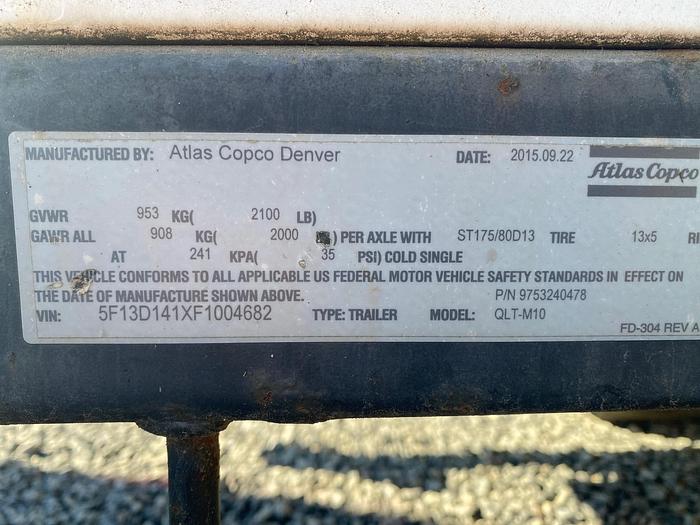 MANUFACTURED BY: Atlas Copco Denver DATE: 2015.09.22 Atlas Copco
GVWR 953 KG( 2100 LB)
GAWR ALL 908 KG( 2000 ) PER AXLE WITH ST175/80D13 TIRE 13x5 RI
AT 241 KPA( 35 PSI) COLD SINGLE
THIS VEHICLE CONFORMS TO ALL APPLICABLE US FEDERAL MOTOR VEHICLE SAFETY STANDARDS IN EFFECT ON
THE DATE OF MANUFACTURE SHOWN ABOVE. P/N 9753240478
VIN: 5F13D141XF1004682 TYPE: TRAILER MODEL: QLT-M10
FD-304 REV A